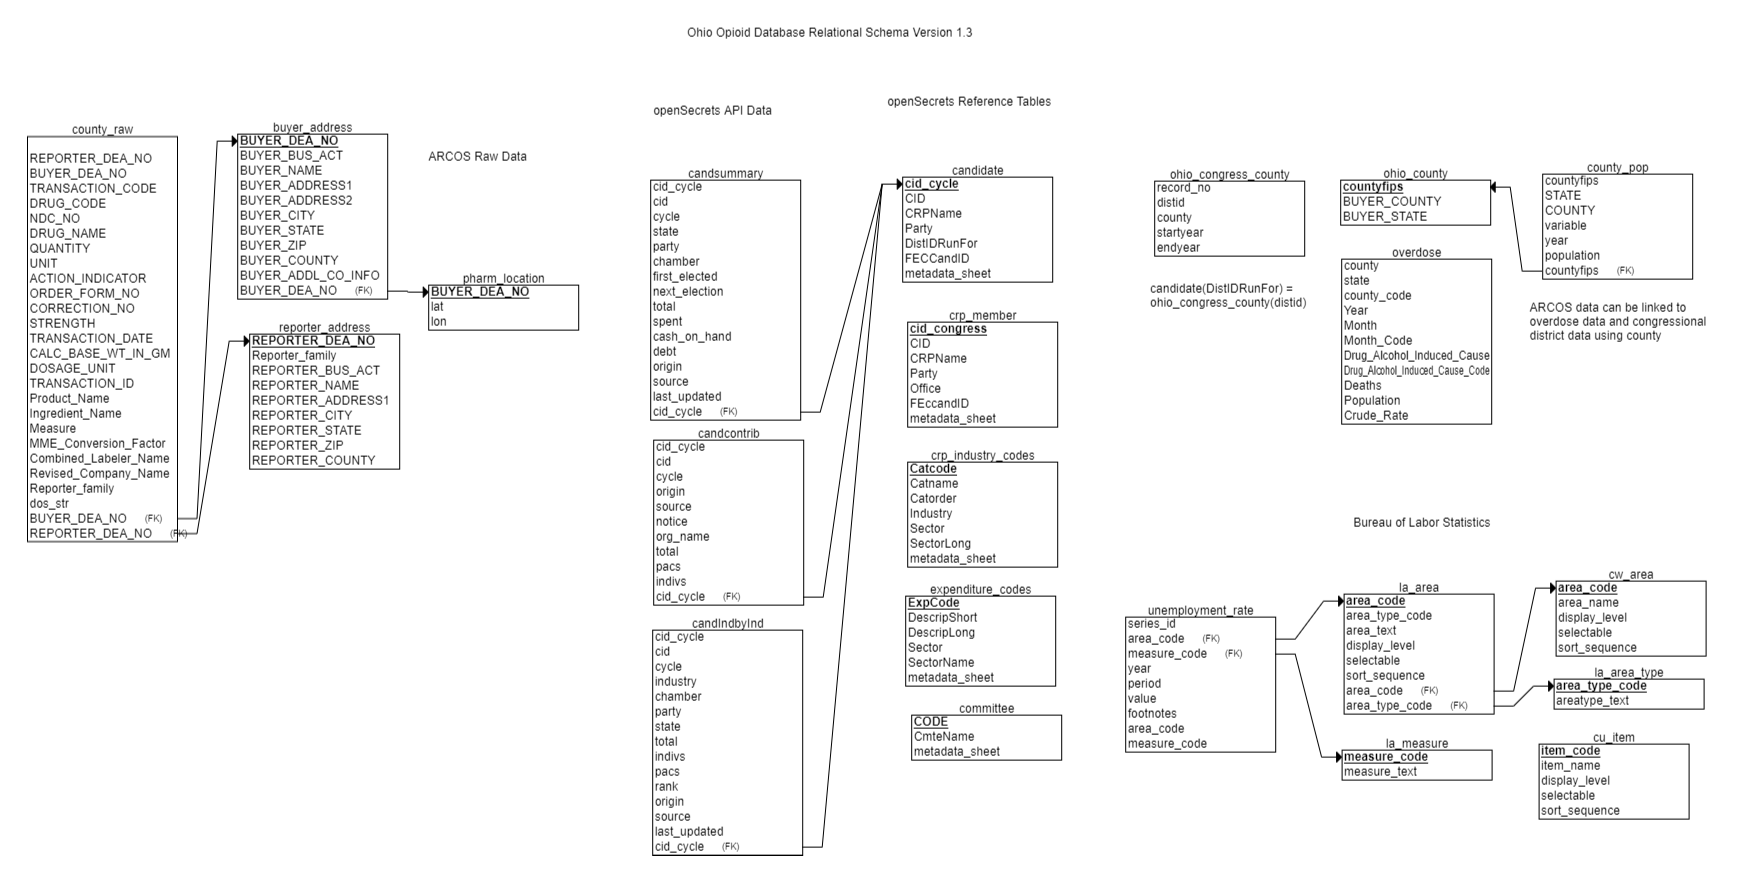 Ohio Opioid Database Relational Schema Version 1.3
county_raw
REPORTER_DEA_NO
BUYER_DEA_NO
TRANSACTION_CODE
DRUG_CODE
NDC_NO
DRUG_NAME
QUANTITY
UNIT
ACTION_INDICATOR
ORDER_FORM_NO
CORRECTION_NO
STRENGTH
TRANSACTION_DATE
CALC_BASE_WT_IN_GM
DOSAGE_UNIT
TRANSACTION_ID
Product_Name
Ingredient_Name
Measure
MME_Conversion_Factor
Combined_Labeler_Name
Revised_Company_Name
Reporter_family
dos_str
BUYER_DEA_NO (FK)
REPORTER_DEA_NO (FK)
buyer_address
BUYER_DEA_NO
BUYER_BUS_ACT
BUYER_NAME
BUYER_ADDRESS1
BUYER_ADDRESS2
BUYER_CITY
BUYER_STATE
BUYER_ZIP
BUYER_COUNTY
BUYER_ADDL_CO_INFO
BUYER_DEA_NO (FK)
reporter_address
REPORTER_DEA_NO
Reporter_family
REPORTER_BUS_ACT
REPORTER_NAME
REPORTER_ADDRESS1
REPORTER_CITY
REPORTER_STATE
REPORTER_ZIP
REPORTER_COUNTY
ARCOS Raw Data
pharm_location
BUYER_DEA_NO
lat
lon
openSecrets API Data
candsummary
cid_cycle
cid
cycle
state
party
chamber
first_elected
next_election
total
spent
cash_on_hand
debt
origin
source
last_updated
cid_cycle (FK)
candcontrib
cid_cycle
cid
cycle
origin
source
notice
org_name
total
pacs
indivs
cid_cycle (FK)
candIndbyInd
cid_cycle
cid
cycle
industry
chamber
party
state
total
indivs
pacs
rank
origin
source
last_updated
cid_cycle (FK)
openSecrets Reference Tables
candidate
cid_cycle
CID
CRPName
Party
DistIDRunFor
FECCandID
metadata_sheet
crp_member
cid_congress
CID
CRPName
Party
Office
FEccandID
metadata_sheet
crp_industry_codes
Catcode
Catname
Catorder
Industry
Sector
SectorLong
metadata_sheet
expenditure_codes
ExpCode
DescripShort
DescripLong
Sector
SectorName
metadata_sheet
committee
CODE
CmteName
metadata_sheet
ohio_congress_county
record_no
distid
county
startyear
endyear
candidate(DistIDRunFor) =
ohio_congress_county(distid)
ohio_county
countyfips
BUYER_COUNTY
BUYER_STATE
overdose
county
state
county_code
Year
Month
Month_Code
Drug_Alcohol_Induced_Cause
Drug_Alcohol_Induced_Cause_Code
Deaths
Population
Crude_Rate
county_pop
countyfips
STATE
COUNTY
variable
year
population
countyfips (FK)
ARCOS data can be linked to
overdose data and congressional
district data using county
Bureau of Labor Statistics
unemployment_rate
series_id
area_code (FK)
measure_code (FK)
year
period
value
footnotes
area_code
measure_code
la_area
area_code
area_type_code
area_text
display_level
selectable
sort_sequence
area_code (FK)
area_type_code (FK)
la_measure
measure_code
measure_text
cw_area
area_code
area_name
display_level
selectable
sort_sequence
la_area_type
area_type_code
areatype_text
cu_item
item_code
item_name
display_level
selectable
sort_sequence